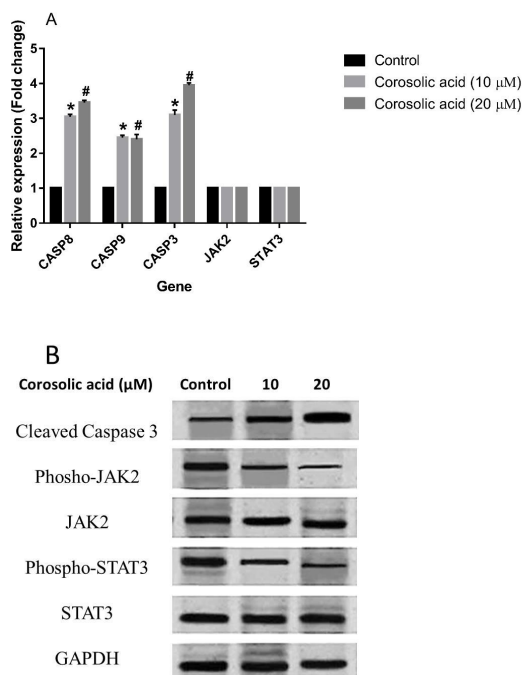 A
Relative expression (Fold change)
5
4
3
2
1
0
* # * # * #
CASP8 CASP9 CASP3 JAK2 STAT3
Gene
Control
Corosolic acid (10 µM)
Corosolic acid (20 µM)
B
Corosolic acid (µM) Control 10 20
Cleaved Caspase 3
Phosho-JAK2
JAK2
Phospho-STAT3
STAT3
GAPDH